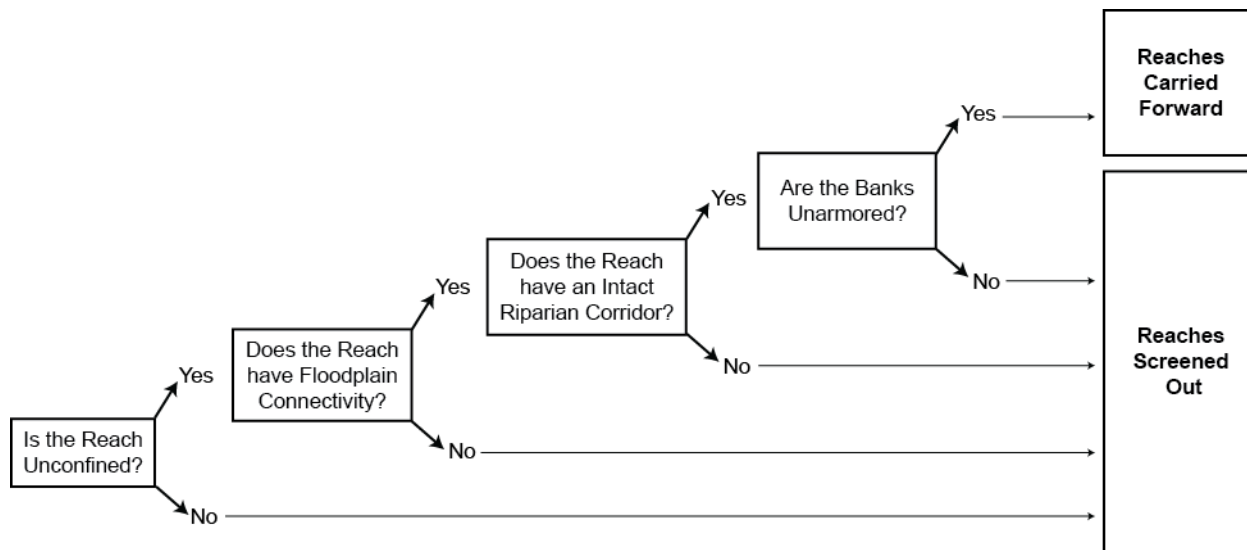 Is the Reach
Unconfined?
Yes
No
Does the Reach
have Floodplain
Connectivity?
Yes
No
Does the Reach
have an Intact
Riparian Corridor?
Yes
No
Are the Banks
Unarmored?
Yes
No
Reaches
Carried
Forward
Reaches
Screened
Out